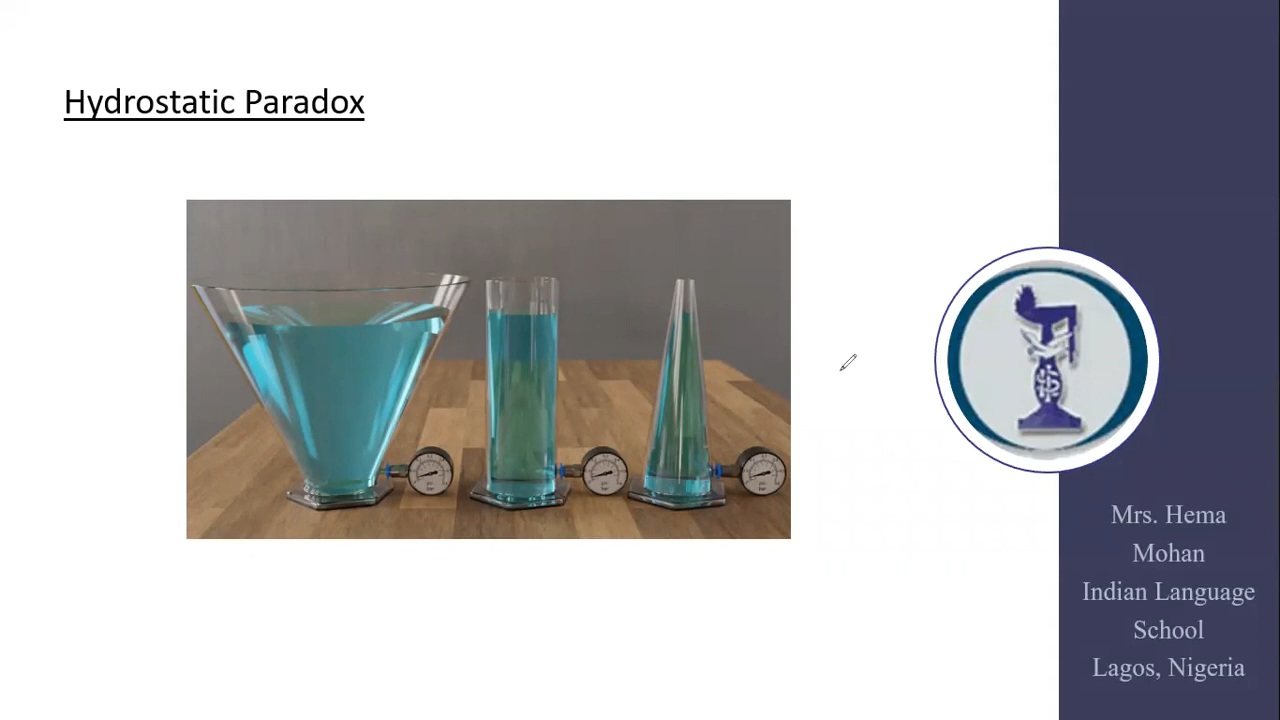 Hydrostatic Paradox
Mrs. Hema
Mohan
Indian Language
School
Lagos, Nigeria